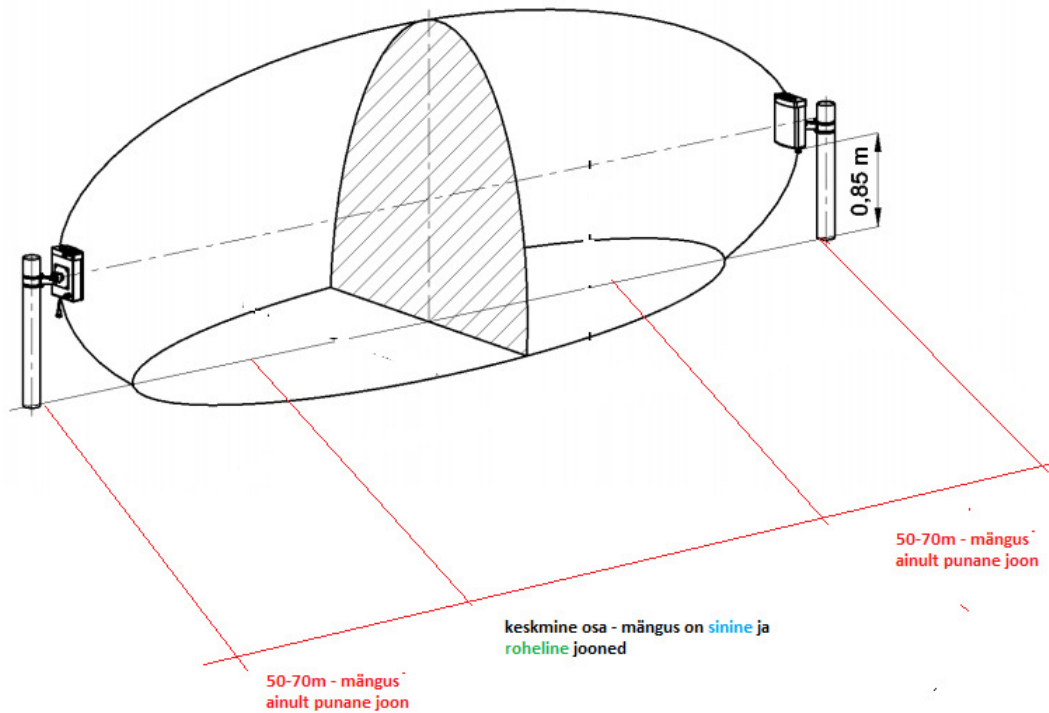 0,85 m
50-70m - mängus
ainult punane joon
keskmine osa - mängus on sinine ja
roheline jooned
50-70m - mängus
ainult punane joon